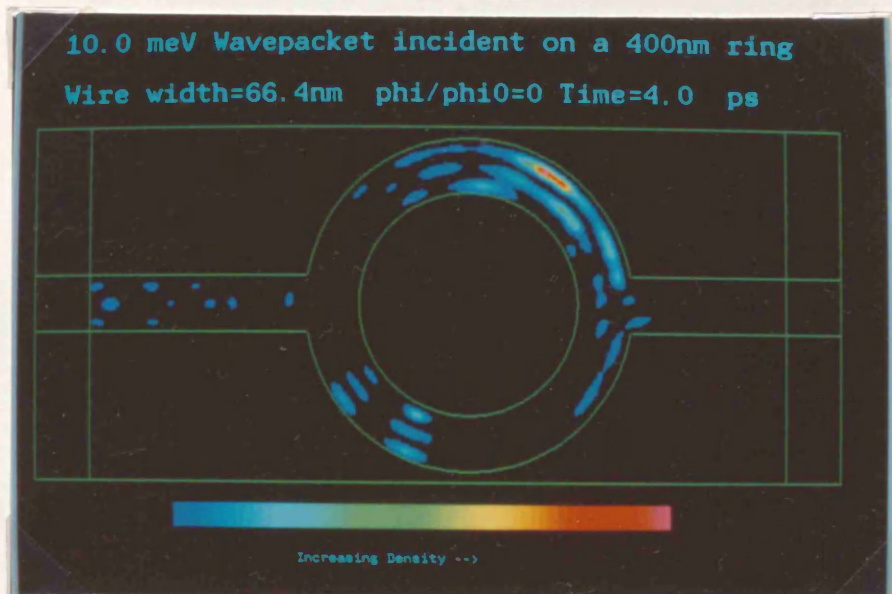 10.0 meV Wavepacket incident on a 400nm ring
Wire width=66.4nm phi/phi0=0 Time=4.0 ps
Increasing Density -->